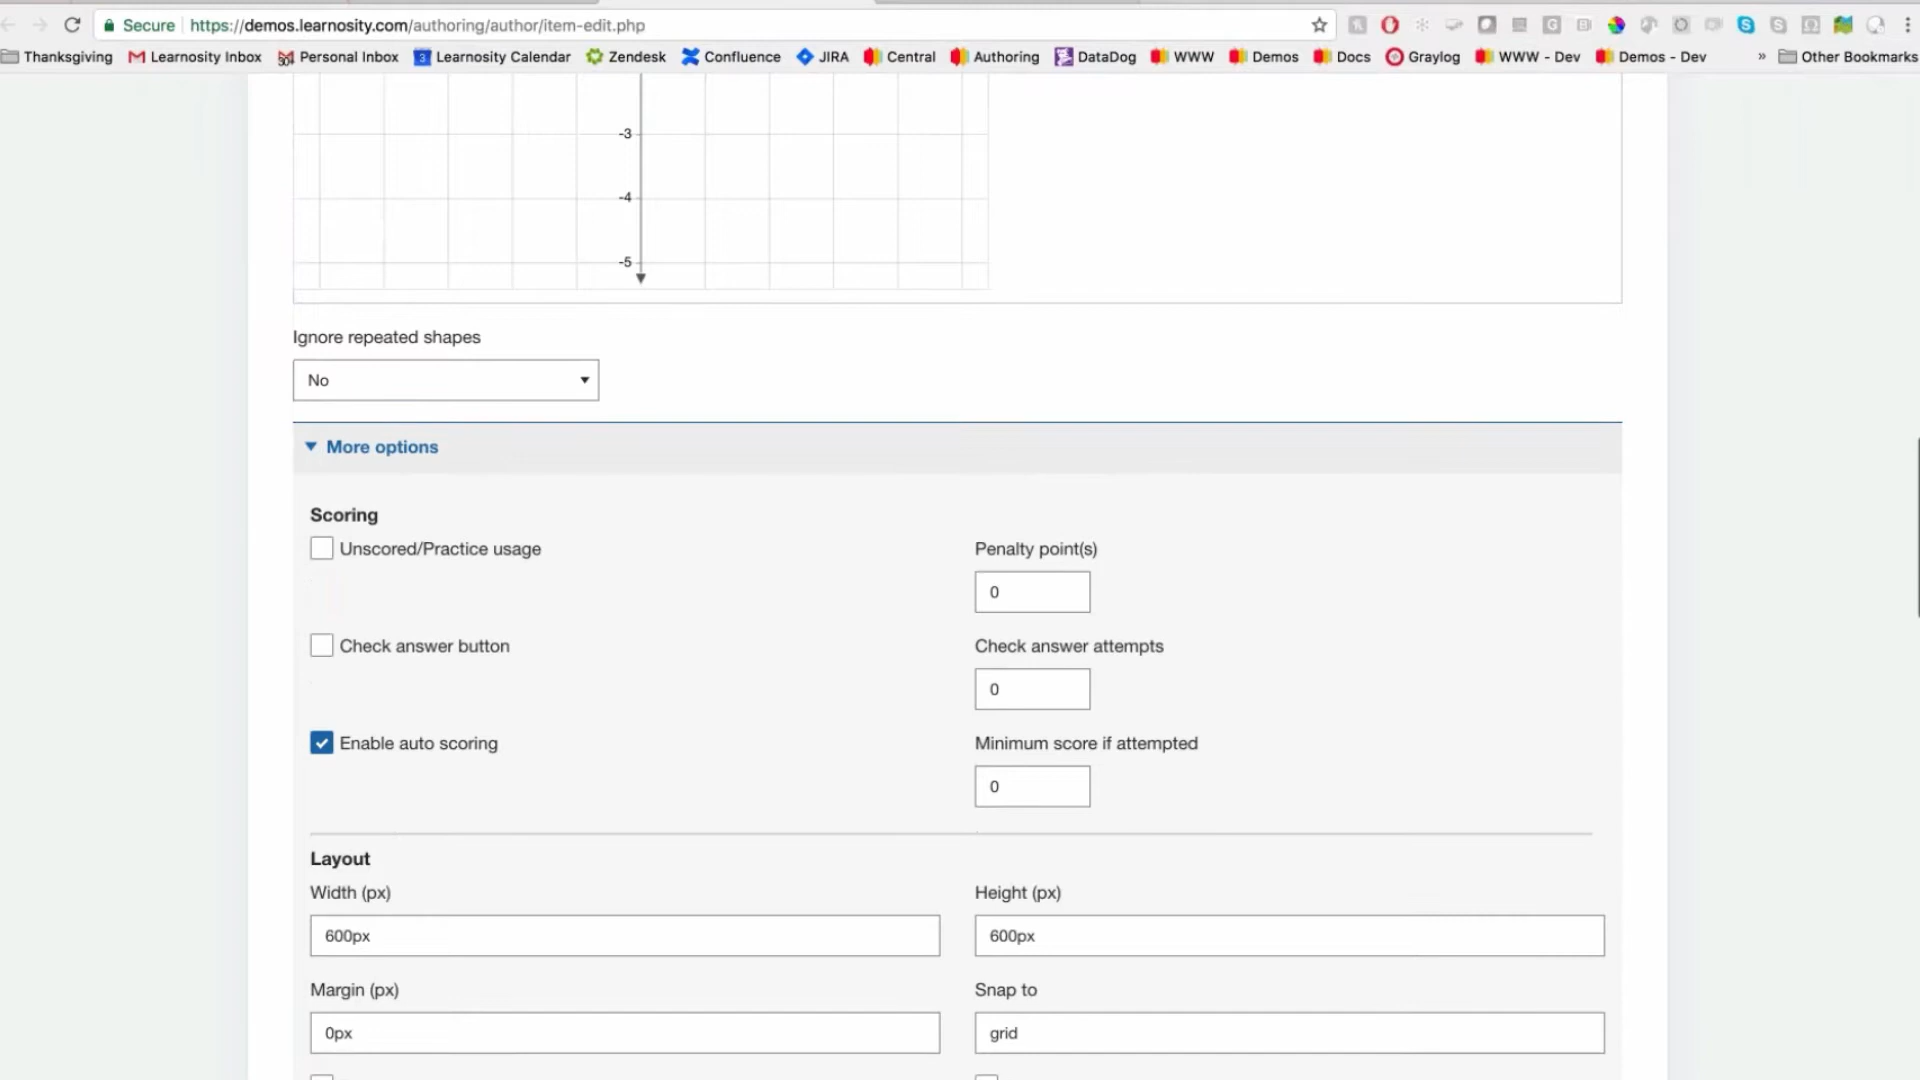 Secure https://demos.learnosity.com/authoring/author/item-edit.php
Thanksgiving Learnosity Inbox Personal Inbox Learnosity Calendar Zendesk Confluence JIRA Central Authoring DataDog WWW Demos Docs Graylog WWW - Dev Demos - Dev » Other Bookmarks
-3
-4
-5
Ignore repeated shapes
No
More options
Scoring
Unscored/Practice usage Penalty point(s)
0
Check answer button Check answer attempts
0
Enable auto scoring Minimum score if attempted
0
Layout
Width (px) Height (px)
600px 600px
Margin (px) Snap to
0px grid